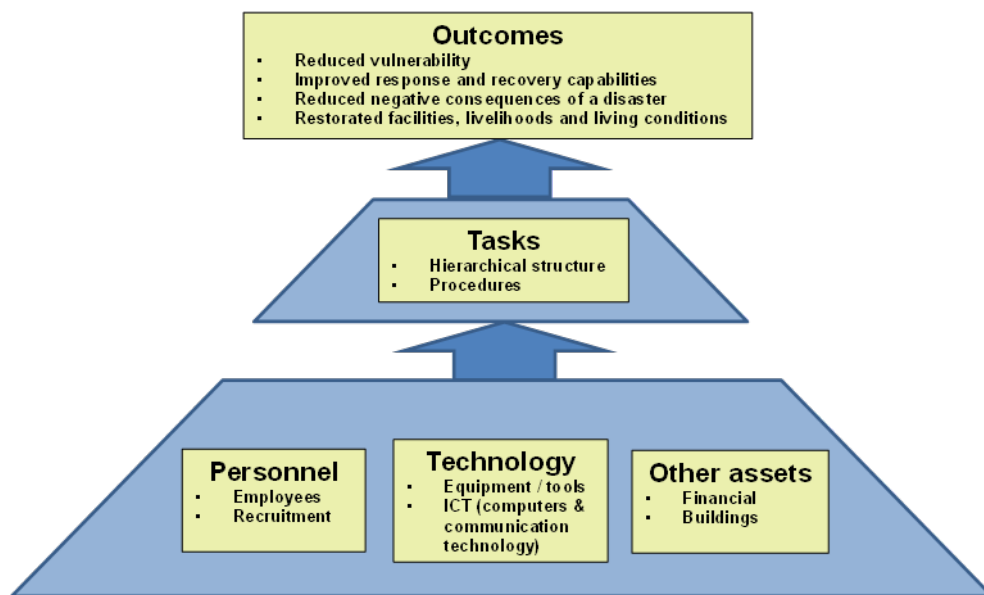 Outcomes
▪ Reduced vulnerability
▪ Improved response and recovery capabilities
▪ Reduced negative consequences of a disaster
▪ Restorated facilities, livelihoods and living conditions
Tasks
▪ Hierarchical structure
▪ Procedures
Personnel
▪ Employees
▪ Recruitment
Technology
▪ Equipment / tools
▪ ICT (computers &
communication
technology)
Other assets
▪ Financial
▪ Buildings